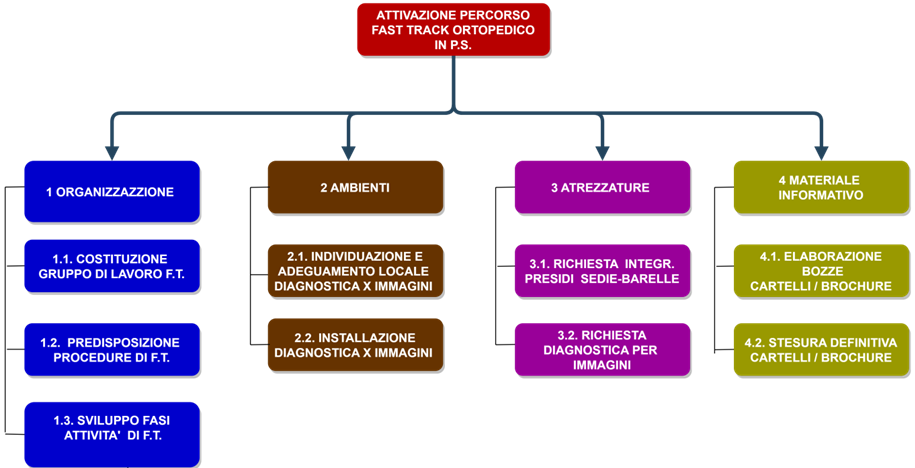 ATTIVAZIONE PERCORSO
FAST TRACK ORTOPEDICO
IN P.S.
1 ORGANIZZAZZIONE
1.1. COSTITUZIONE
GRUPPO DI LAVORO F.T.
1.2. PREDISPOSIZIONE
PROCEDURE DI F.T.
1.3. SVILUPPO FASI
ATTIVITA' DI F.T.
2 AMBIENTI
2.1. INDIVIDUAZIONE E
ADEGUAMENTO LOCALE
DIAGNOSTICA X IMMAGINI
2.2. INSTALLAZIONE
DIAGNOSTICA X IMMAGINI
3 ATREZZATURE
3.1. RICHIESTA INTEGR.
PRESIDI SEDIE-BARELLE
3.2. RICHIESTA
DIAGNOSTICA PER
IMMAGINI
4 MATERIALE
INFORMATIVO
4.1. ELABORAZIONE
BOZZE
CARTELLI / BROCHURE
4.2. STESURA DEFINITIVA
CARTELLI / BROCHURE